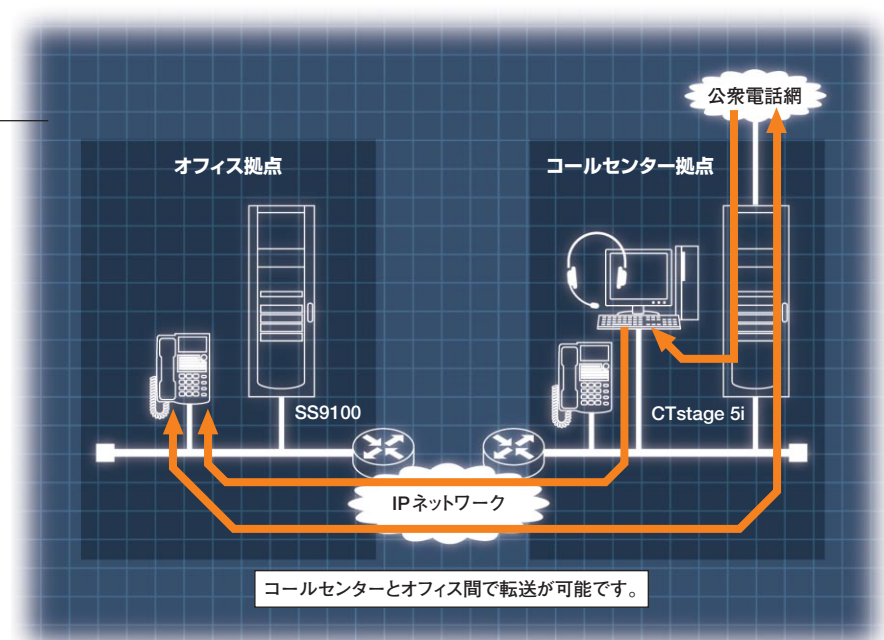 公衆電話網
オフィス拠点
コールセンター拠点
SS9100
CTstage 5i
IPネットワーク
コールセンターとオフィス間で転送が可能です。